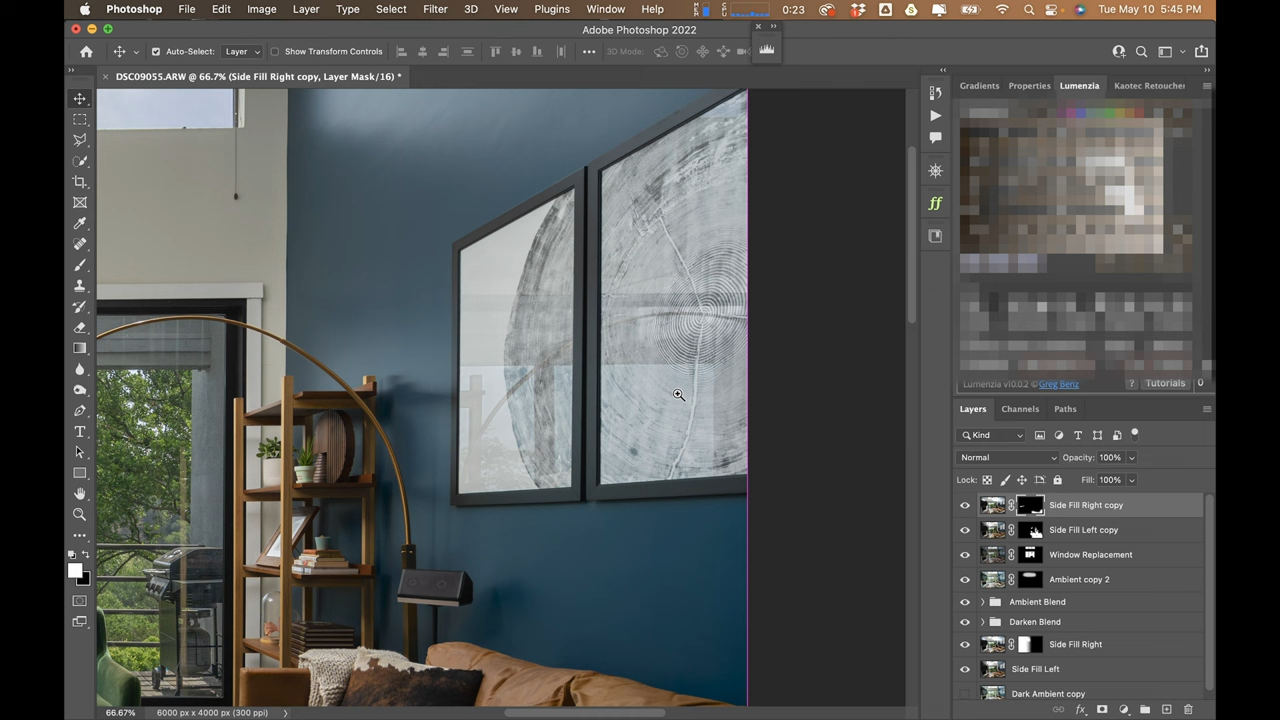 Photoshop File Edit Image Layer Type Select Filter 3D View Plugins Window Help 0:23 Tue May 10 5:45 PM
Adobe Photoshop 2022
Auto-Select: Layer Show Transform Controls 3D Mode:
DSC09055.ARW @ 66.7% (Side Fill Right copy, Layer Mask/16) *
Gradients Properties Lumenzia Kaotec Retoucher
Lumenzia v10.0.2 © Greg Benz ? Tutorials 0
Layers Channels Paths
Kind
Normal Opacity: 100%
Lock: Fill: 100%
Side Fill Right copy
Side Fill Left copy
Window Replacement
Ambient copy 2
Ambient Blend
Darken Blend
Side Fill Right
Side Fill Left
Dark Ambient copy
66.67% 6000 px x 4000 px (300 ppi)